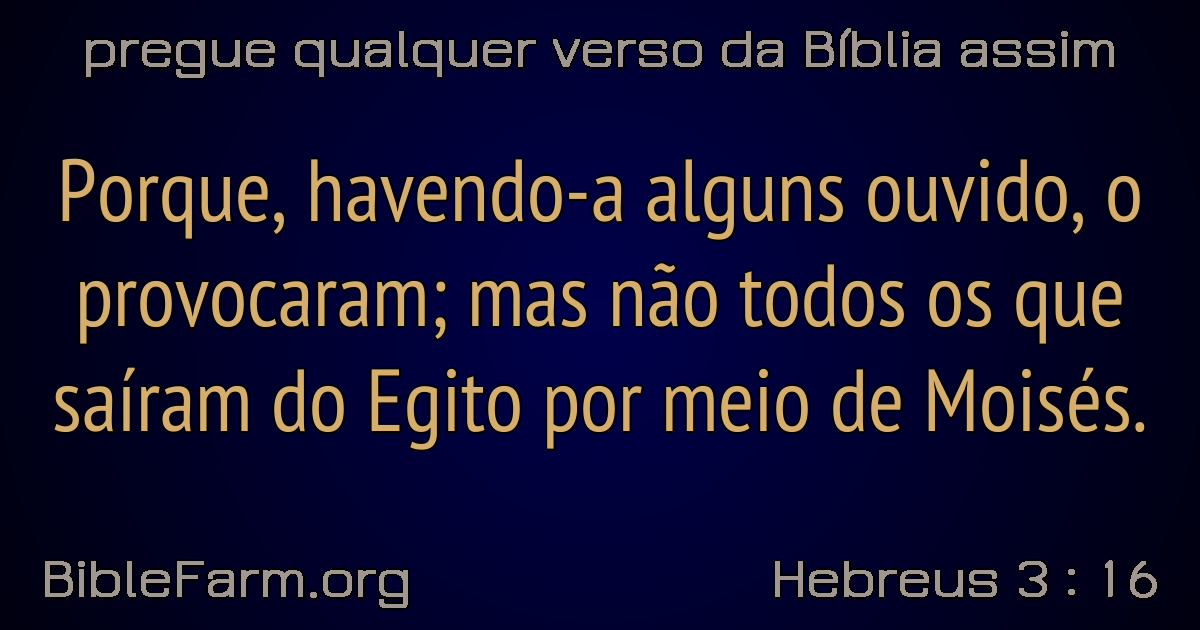 pregue qualquer verso da Bíblia assim
Porque, havendo-a alguns ouvido, o
provocaram; mas não todos os que
saíram do Egito por meio de Moisés.
BibleFarm.org
Hebreus 3 : 16